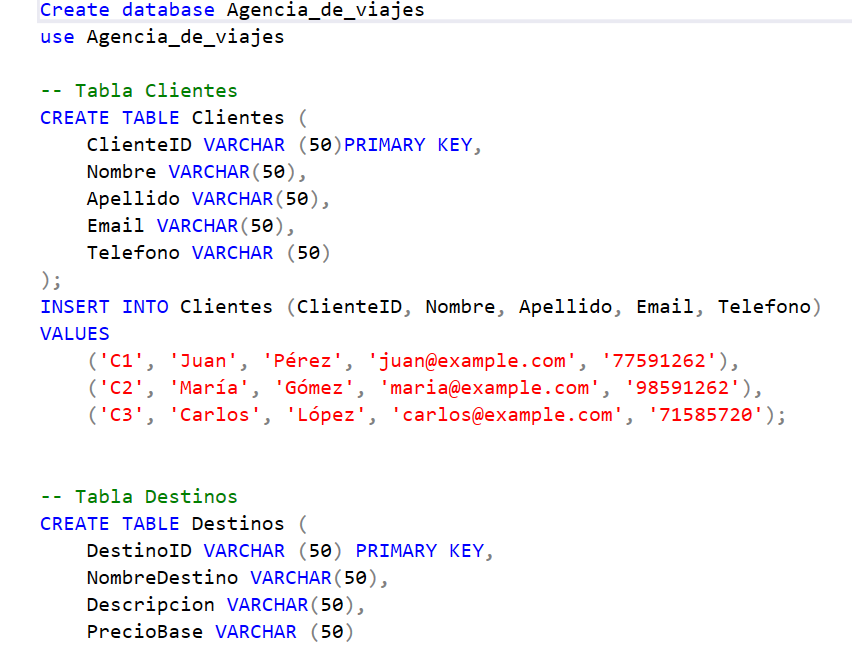 Create database Agencia_de_viajes
use Agencia_de_viajes
-- Tabla Clientes
CREATE TABLE Clientes (
    ClienteID VARCHAR (50)PRIMARY KEY,
    Nombre VARCHAR(50),
    Apellido VARCHAR(50),
    Email VARCHAR(50),
    Telefono VARCHAR (50)
);
INSERT INTO Clientes (ClienteID, Nombre, Apellido, Email, Telefono)
VALUES
    ('C1', 'Juan', 'Pérez', 'juan@example.com', '77591262'),
    ('C2', 'María', 'Gómez', 'maria@example.com', '98591262'),
    ('C3', 'Carlos', 'López', 'carlos@example.com', '71585720');
-- Tabla Destinos
CREATE TABLE Destinos (
    DestinoID VARCHAR (50) PRIMARY KEY,
    NombreDestino VARCHAR(50),
    Descripcion VARCHAR(50),
    PrecioBase VARCHAR (50)